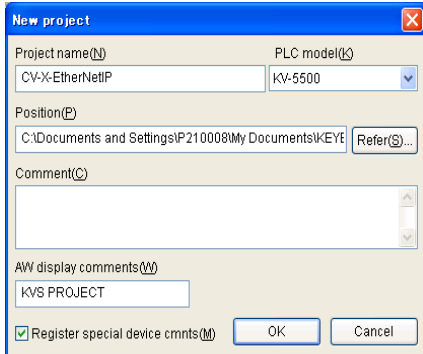 New project
Project name(N) PLC model(K)
CV-X-EtherNetIP KV-5500
Position(P)
C:\Documents and Settings\P210008\My Documents\KEYE Refer(S)...
Comment(C)
AW display comments(W)
KVS PROJECT
Register special device cmnts(M) OK Cancel